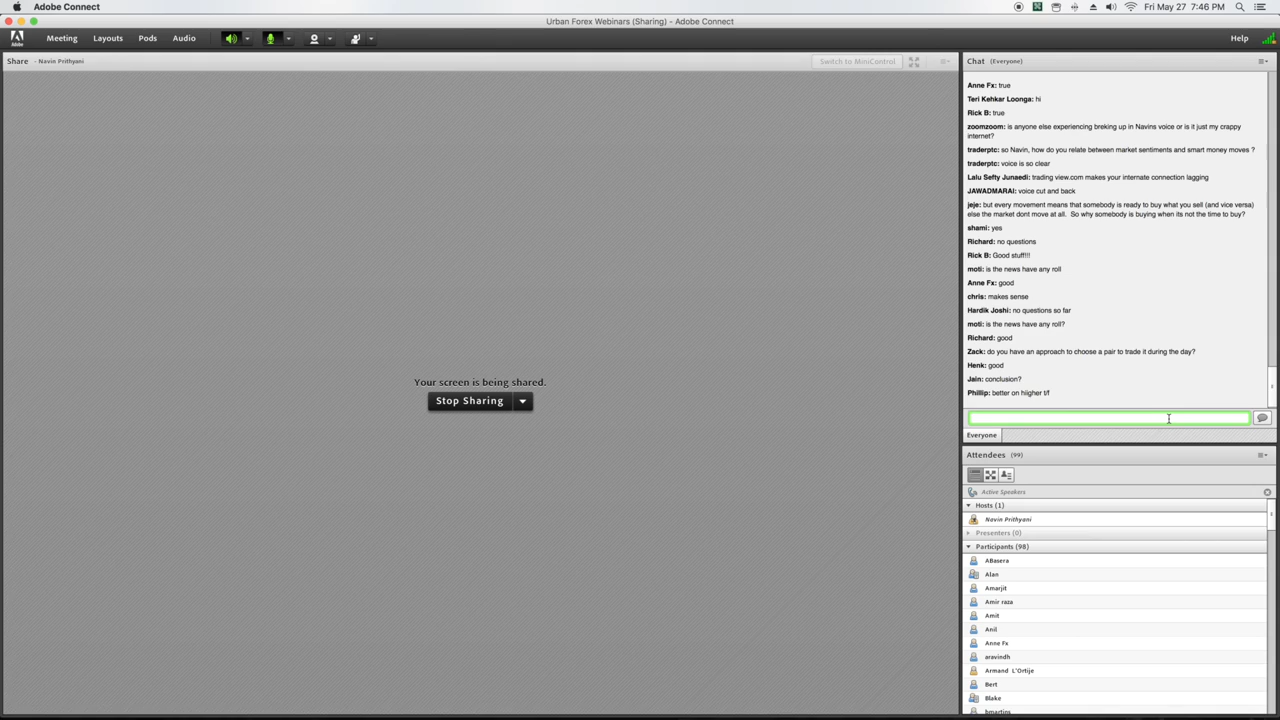 Adobe Connect
Fri May 27 7:46 PM
Urban Forex Webinars (Sharing) - Adobe Connect
Adobe
Meeting
Layouts
Pods
Audio
Help
Share - Navin Prithyani
Switch to MiniControl
Your screen is being shared.
Stop Sharing
Chat (Everyone)
Anne Fx: true
Teri Kehkar Loonga: hi
Rick B: true
zoomzoom: is anyone else experiencing breking up in Navins voice or is it just my crappy
internet?
traderptc: so Navin, how do you relate between market sentiments and smart money moves ?
traderptc: voice is so clear
Lalu Sefty Junaedi: trading view.com makes your internate connection lagging
JAWADMARAI: voice cut and back
jeje: but every movement means that somebody is ready to buy what you sell (and vice versa)
else the market dont move at all. So why somebody is buying when its not the time to buy?
shami: yes
Richard: no questions
Rick B: Good stuff!!!
moti: is the news have any roll
Anne Fx: good
chris: makes sense
Hardik Joshi: no questions so far
moti: is the news have any roll?
Richard: good
Zack: do you have an approach to choose a pair to trade it during the day?
Henk: good
Jain: conclusion?
Phillip: better on hiigher t/f
Everyone
Attendees (99)
Active Speakers
Hosts (1)
Navin Prithyani
Presenters (0)
Participants (98)
ABasera
Alan
Amarjit
Amir raza
Amit
Anil
Anne Fx
aravindh
Armand L'Ortije
Bert
Blake
bmartins